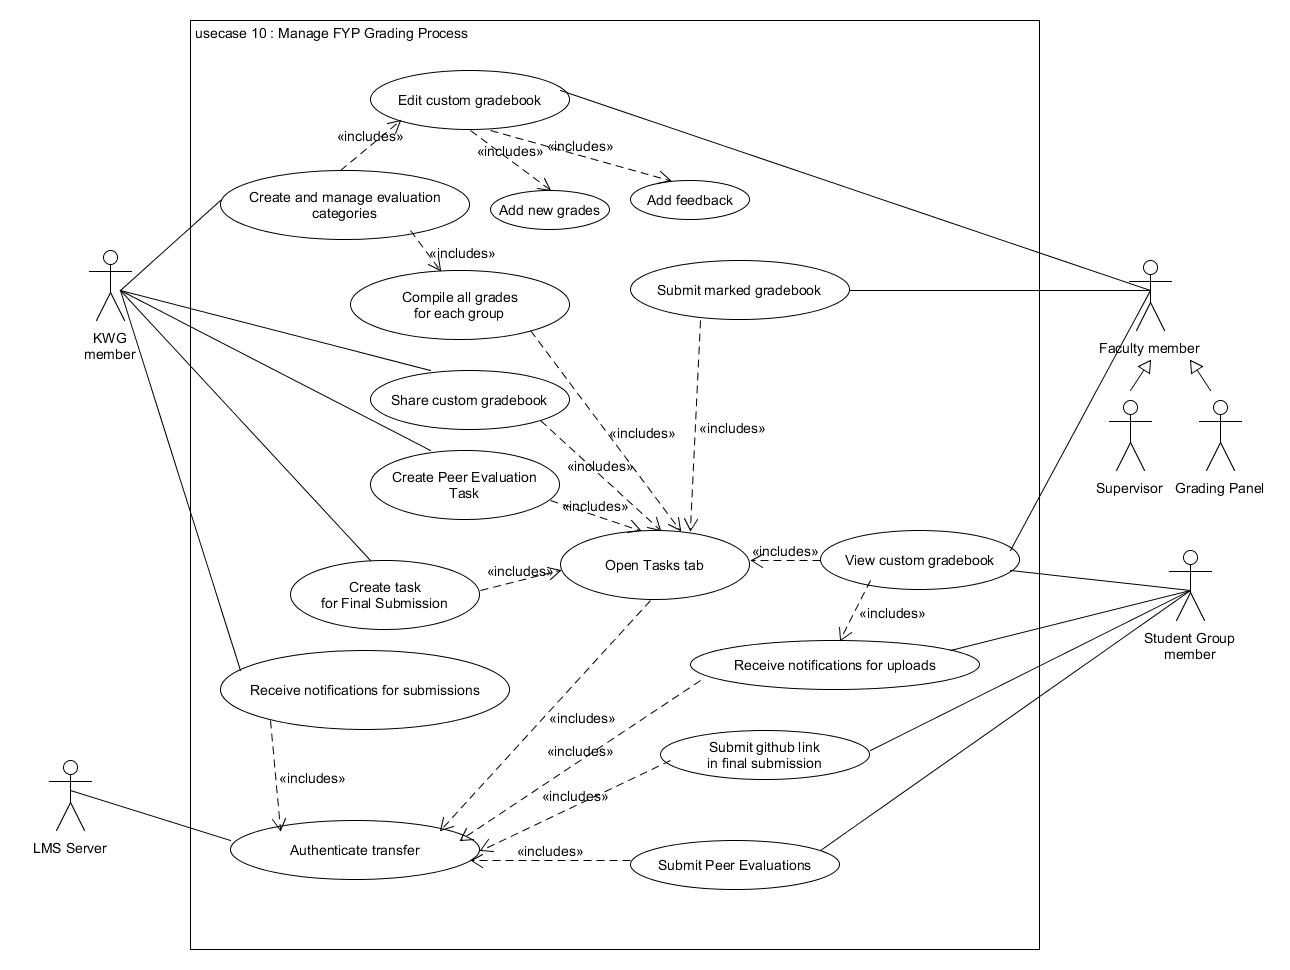 usecase 10 : Manage FYP Grading Process
Edit custom gradebook
«includes»
«includes»
«includes»
Create and manage evaluation
categories
Add new grades
Add feedback
«includes»
Compile all grades
for each group
Submit marked gradebook
KWG
member
Faculty member
Share custom gradebook
«includes»
«includes»
«includes»
Create Peer Evaluation
Task
«includes»
Supervisor
Grading Panel
Open Tasks tab
«includes»
View custom gradebook
«includes»
Create task
for Final Submission
«includes»
Student Group
member
Receive notifications for uploads
Receive notifications for submissions
«includes»
«includes»
Submit github link
in final submission
«includes»
«includes»
LMS Server
Authenticate transfer
«includes»
Submit Peer Evaluations